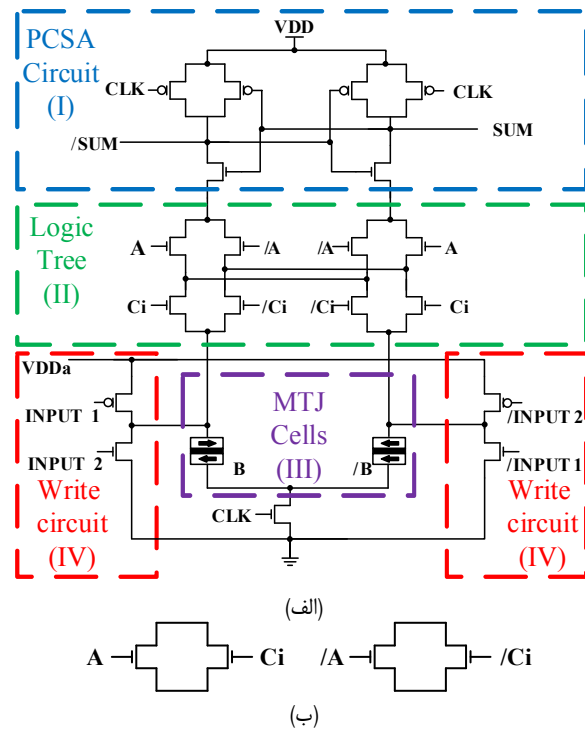 VDD
PCSA
Circuit
(I)
CLK
CLK
/SUM
SUM
Logic
Tree
(II)
A
/A
/A
A
Ci
/Ci
/Ci
Ci
VDDa
INPUT 1
INPUT 2
Write
circuit
(IV)
MTJ
Cells
(III)
B
/B
CLK
/INPUT 2
/INPUT 1
Write
circuit
(IV)
(الف)
A
Ci
/A
/Ci
(ب)